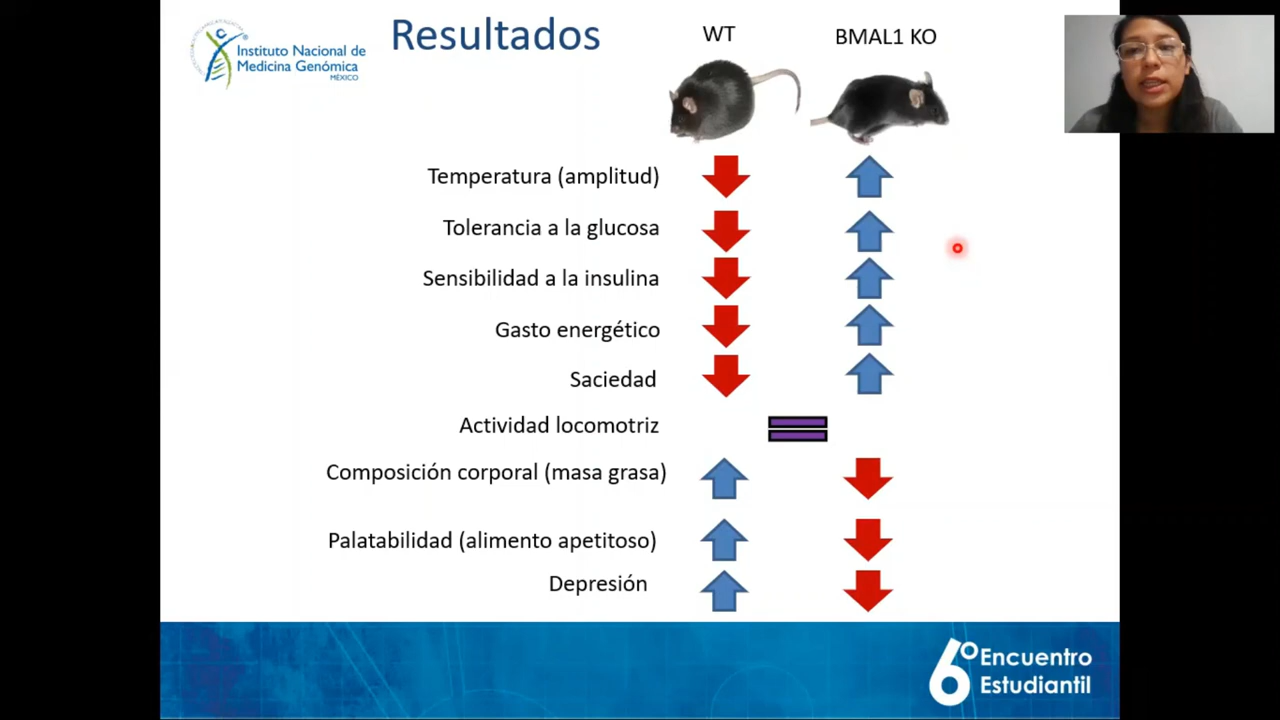 Instituto Nacional de
Medicina Genómica
MÉXICO
Resultados
WT
BMAL1 KO
Temperatura (amplitud)
Tolerancia a la glucosa
Sensibilidad a la insulina
Gasto energético
Saciedad
Actividad locomotriz
Composición corporal (masa grasa)
Palatabilidad (alimento apetitoso)
Depresión
6º Encuentro
Estudiantil